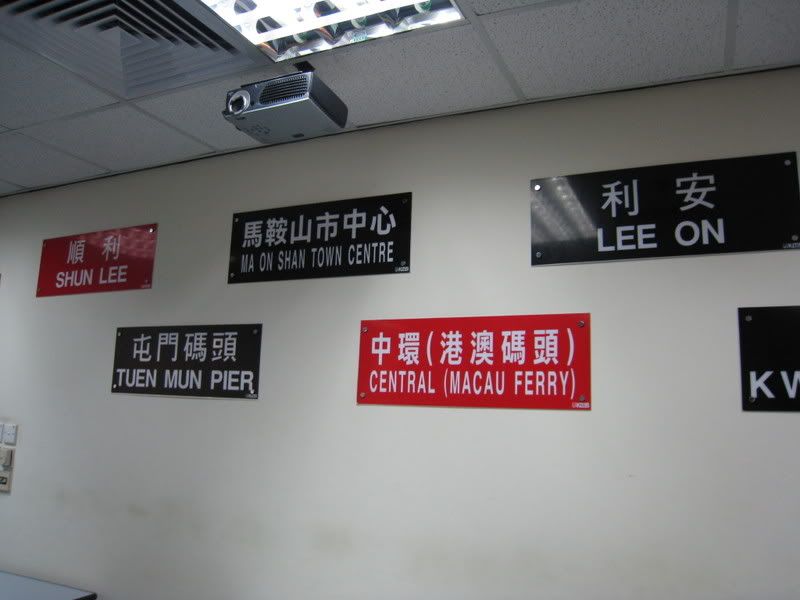 馬鞍山市中心
MA ON SHAN TOWN CENTRE
利安
LEE ON
順利
SHUN LEE
屯門碼頭
TUEN MUN PIER
中環(港澳碼頭)
CENTRAL (MACAU FERRY)